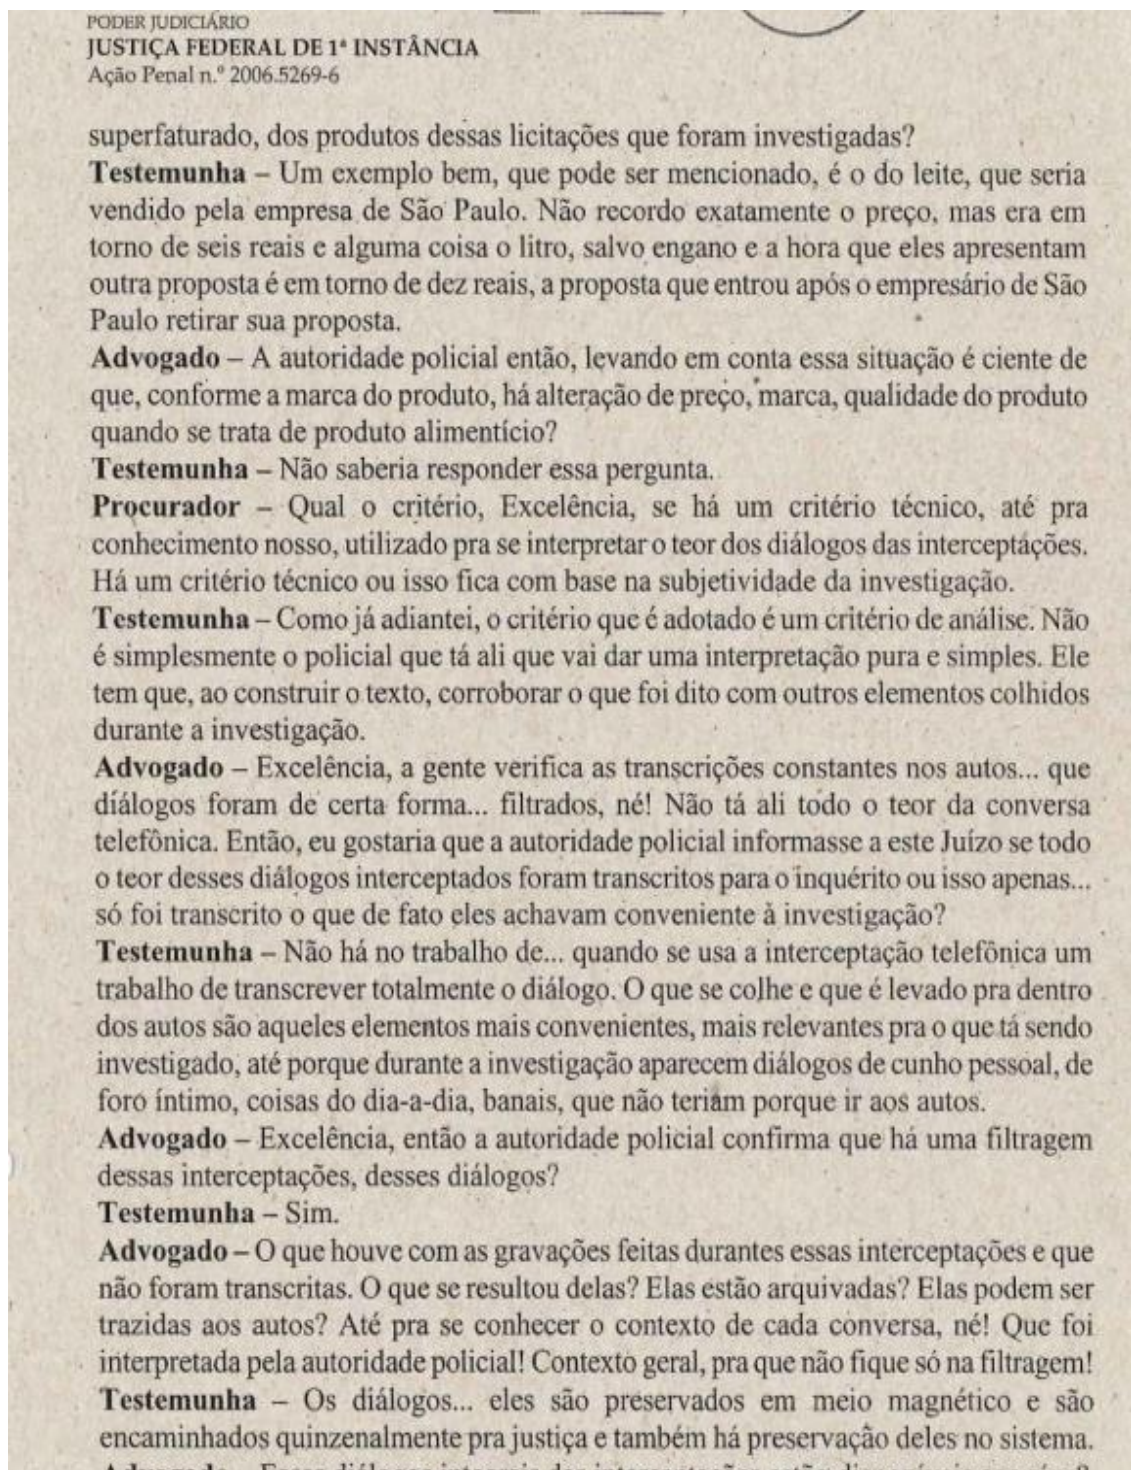 PODER JUDICIÁRIO
JUSTIÇA FEDERAL DE 1ª INSTÂNCIA
Ação Penal n.º 2006.5269-6
superfaturado, dos produtos dessas licitações que foram investigadas?
Testemunha – Um exemplo bem, que pode ser mencionado, é o do leite, que seria
vendido pela empresa de São Paulo. Não recordo exatamente o preço, mas era em
torno de seis reais e alguma coisa o litro, salvo engano e a hora que eles apresentam
outra proposta é em torno de dez reais, a proposta que entrou após o empresário de São
Paulo retirar sua proposta.
Advogado – A autoridade policial então, levando em conta essa situação é ciente de
que, conforme a marca do produto, há alteração de preço, marca, qualidade do produto
quando se trata de produto alimentício?
Testemunha – Não saberia responder essa pergunta.
Procurador – Qual o critério, Excelência, se há um critério técnico, até pra
conhecimento nosso, utilizado pra se interpretar o teor dos diálogos das interceptações.
Há um critério técnico ou isso fica com base na subjetividade da investigação.
Testemunha – Como já adiantei, o critério que é adotado é um critério de análise. Não
é simplesmente o policial que tá ali que vai dar uma interpretação pura e simples. Ele
tem que, ao construir o texto, corroborar o que foi dito com outros elementos colhidos
durante a investigação.
Advogado – Excelência, a gente verifica as transcrições constantes nos autos... que
diálogos foram de certa forma... filtrados, né! Não tá ali todo o teor da conversa
telefônica. Então, eu gostaria que a autoridade policial informasse a este Juízo se todo
o teor desses diálogos interceptados foram transcritos para o inquérito ou isso apenas...
só foi transcrito o que de fato eles achavam conveniente à investigação?
Testemunha – Não há no trabalho de... quando se usa a interceptação telefônica um
trabalho de transcrever totalmente o diálogo. O que se colhe e que é levado pra dentro
dos autos são aqueles elementos mais convenientes, mais relevantes pra o que tá sendo
investigado, até porque durante a investigação aparecem diálogos de cunho pessoal, de
foro íntimo, coisas do dia-a-dia, banais, que não teriam porque ir aos autos.
Advogado – Excelência, então a autoridade policial confirma que há uma filtragem
dessas interceptações, desses diálogos?
Testemunha – Sim.
Advogado – O que houve com as gravações feitas durantes essas interceptações e que
não foram transcritas. O que se resultou delas? Elas estão arquivadas? Elas podem ser
trazidas aos autos? Até pra se conhecer o contexto de cada conversa, né! Que foi
interpretada pela autoridade policial! Contexto geral, pra que não fique só na filtragem!
Testemunha – Os diálogos... eles são preservados em meio magnético e são
encaminhados quinzenalmente pra justiça e também há preservação deles no sistema.